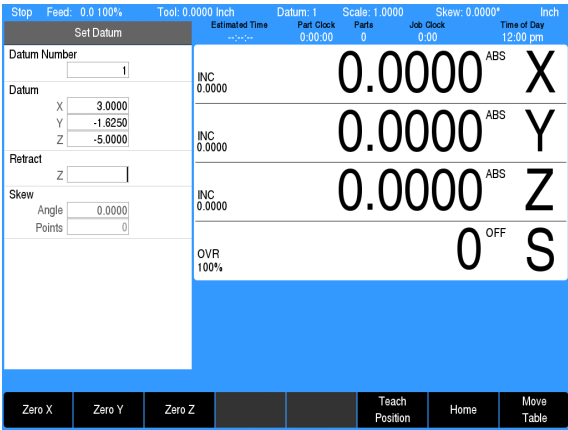 Stop Feed: 0.0 100% Tool: 0.0000 Inch Datum: 1 Scale: 1.0000 Skew: 0.0000° Inch
Set Datum
Estimated Time Part Clock Parts Job Clock Time of Day
--:--:-- 0:00:00 0 0:00 12:00 pm
Datum Number
1
Datum
X 3.0000
Y -1.6250
Z -5.0000
Retract
Z
Skew
Angle 0.0000
Points 0
INC
0.0000
0.0000 ABS X
INC
0.0000
0.0000 ABS Y
INC
0.0000
0.0000 ABS Z
OVR
100%
0 OFF S
Zero X Zero Y Zero Z Teach Position Home Move Table